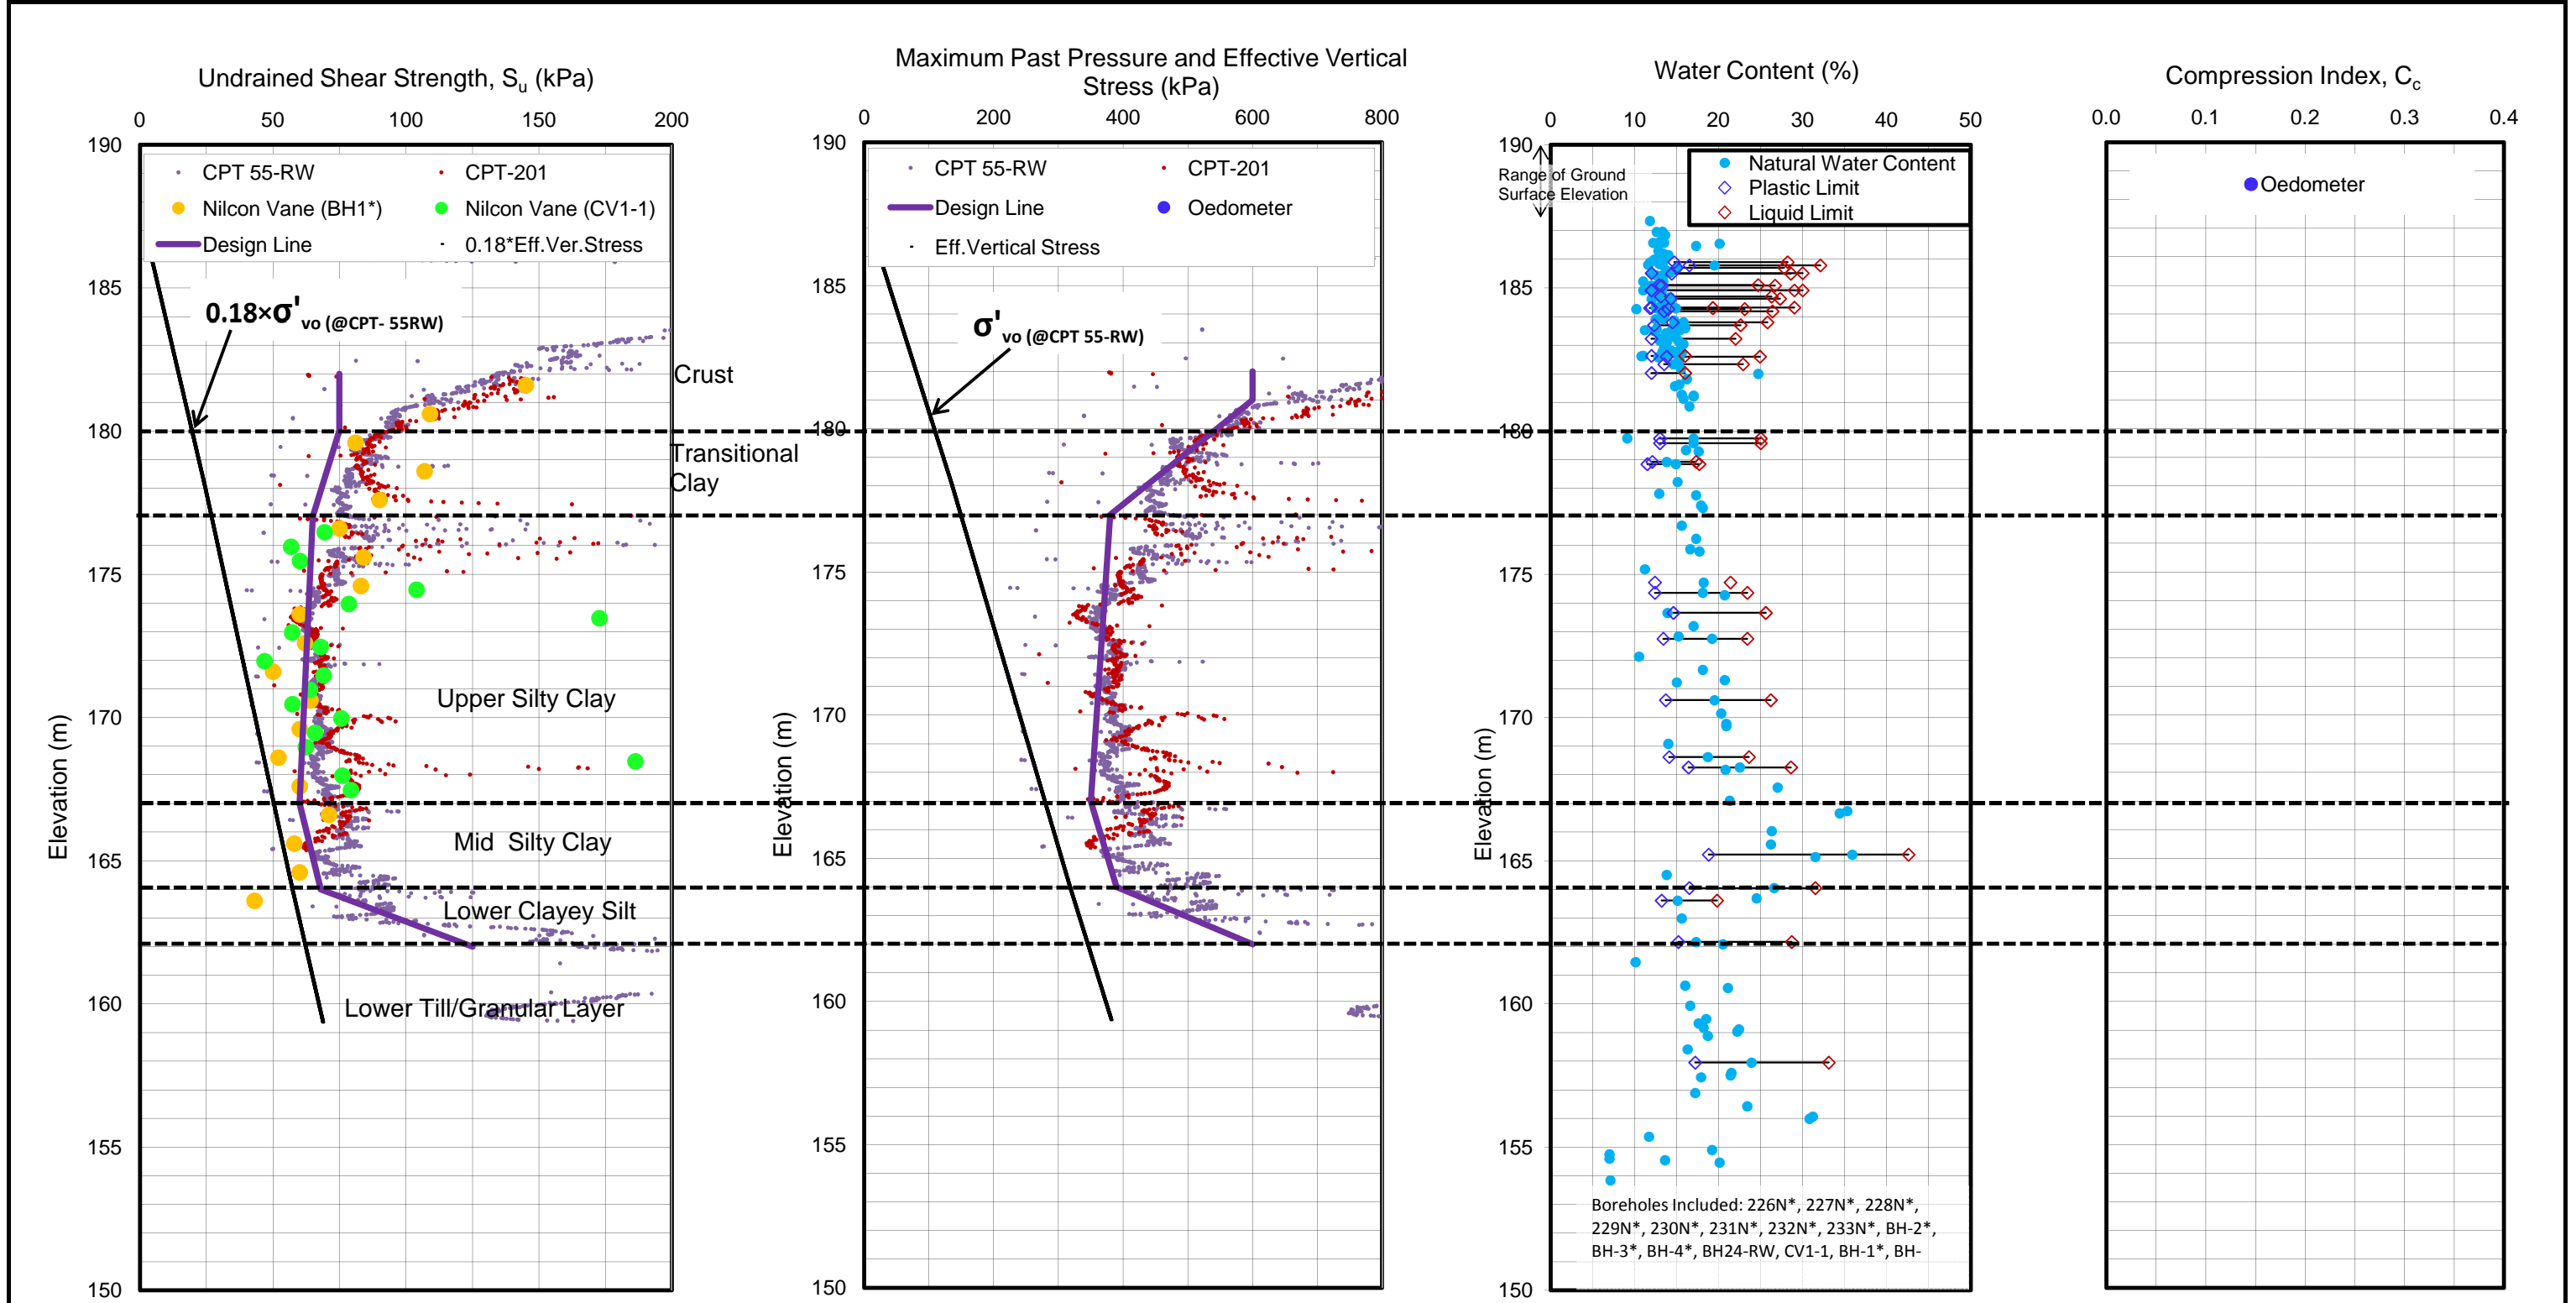 Undrained Shear Strength, Su (kPa)
0 50 100 150 200
190
185
180
175
170
165
160
155
150
Elevation (m)
CPT 55-RW
CPT-201
Nilcon Vane (BH1*)
Nilcon Vane (CV1-1)
Design Line
0.18*Eff.Ver.Stress
0.18×σ'vo (@CPT- 55RW)
Crust
Transitional
Clay
Upper Silty Clay
Mid Silty Clay
Lower Clayey Silt
Lower Till/Granular Layer
Maximum Past Pressure and Effective Vertical
Stress (kPa)
0 200 400 600 800
190
185
180
175
170
165
160
155
150
Elevation (m)
CPT 55-RW
CPT-201
Design Line
Oedometer
Eff.Vertical Stress
σ'vo (@CPT 55-RW)
Water Content (%)
0 10 20 30 40 50
190
185
180
175
170
165
160
155
150
Elevation (m)
Range of Ground
Surface Elevation
Natural Water Content
Plastic Limit
Liquid Limit
Boreholes Included: 226N*, 227N*, 228N*,
229N*, 230N*, 231N*, 232N*, 233N*, BH-2*,
BH-3*, BH-4*, BH24-RW, CV1-1, BH-1*, BH-
Compression Index, Cc
0.0 0.1 0.2 0.3 0.4
Oedometer